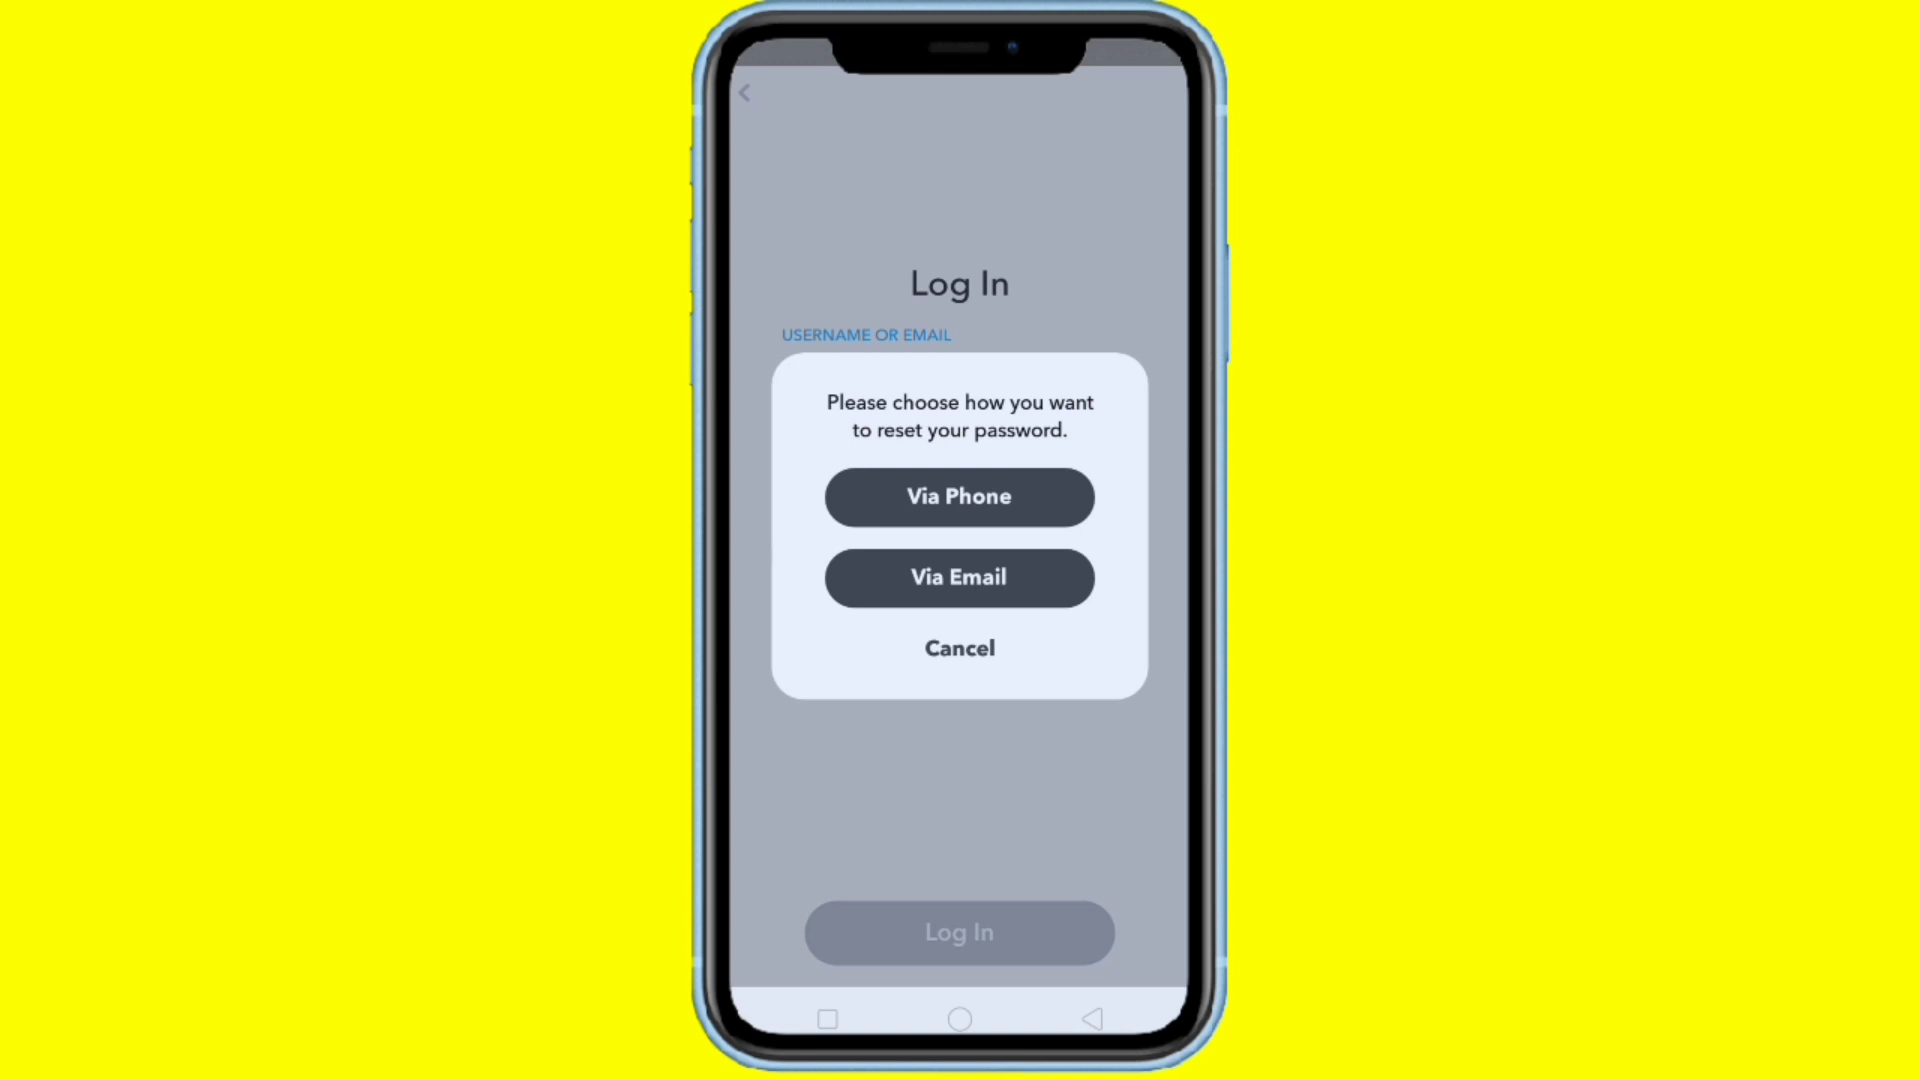 Log In
USERNAME OR EMAIL
Please choose how you want
to reset your password.
Via Phone
Via Email
Cancel
Log In